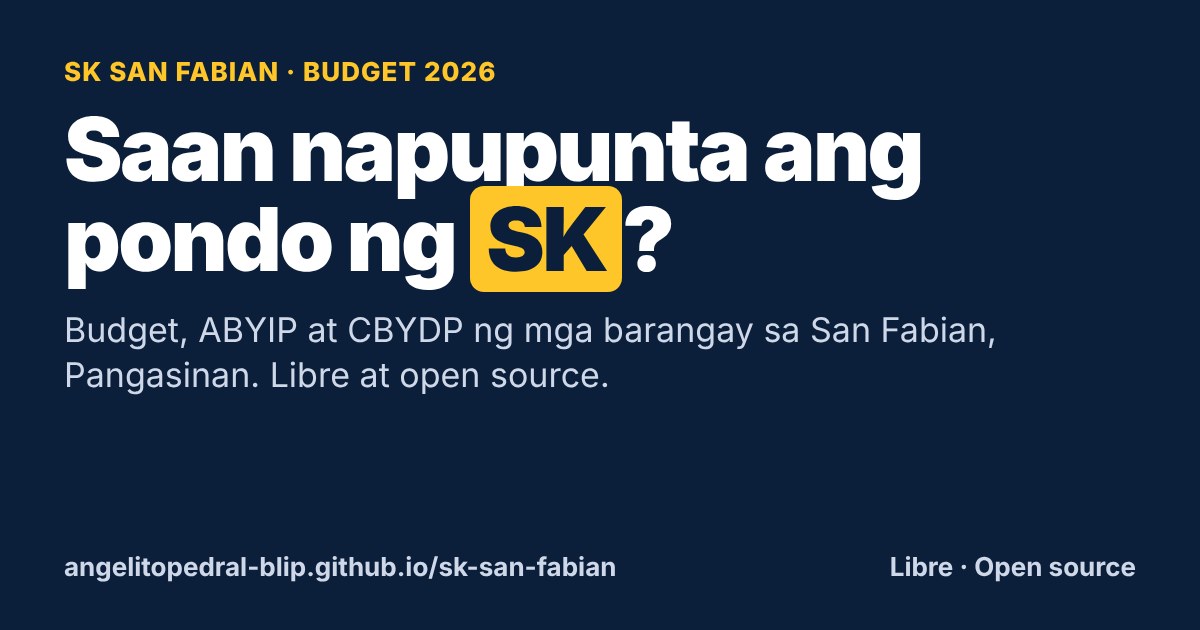 SK SAN FABIAN · BUDGET 2026
Saan napupunta ang
pondo ng SK?
Budget, ABYIP at CBYDP ng mga barangay sa San Fabian,
Pangasinan. Libre at open source.
angelitopedral-blip.github.io/sk-san-fabian
Libre · Open source